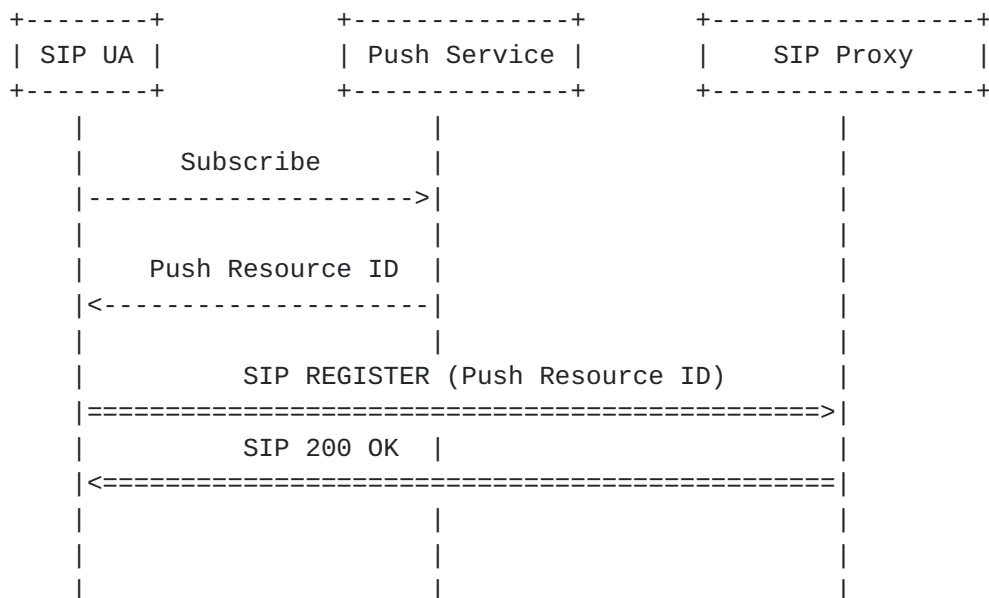 SIP UA Push Service SIP Proxy
Subscribe
Push Resource ID
SIP REGISTER (Push Resource ID)
SIP 200 OK